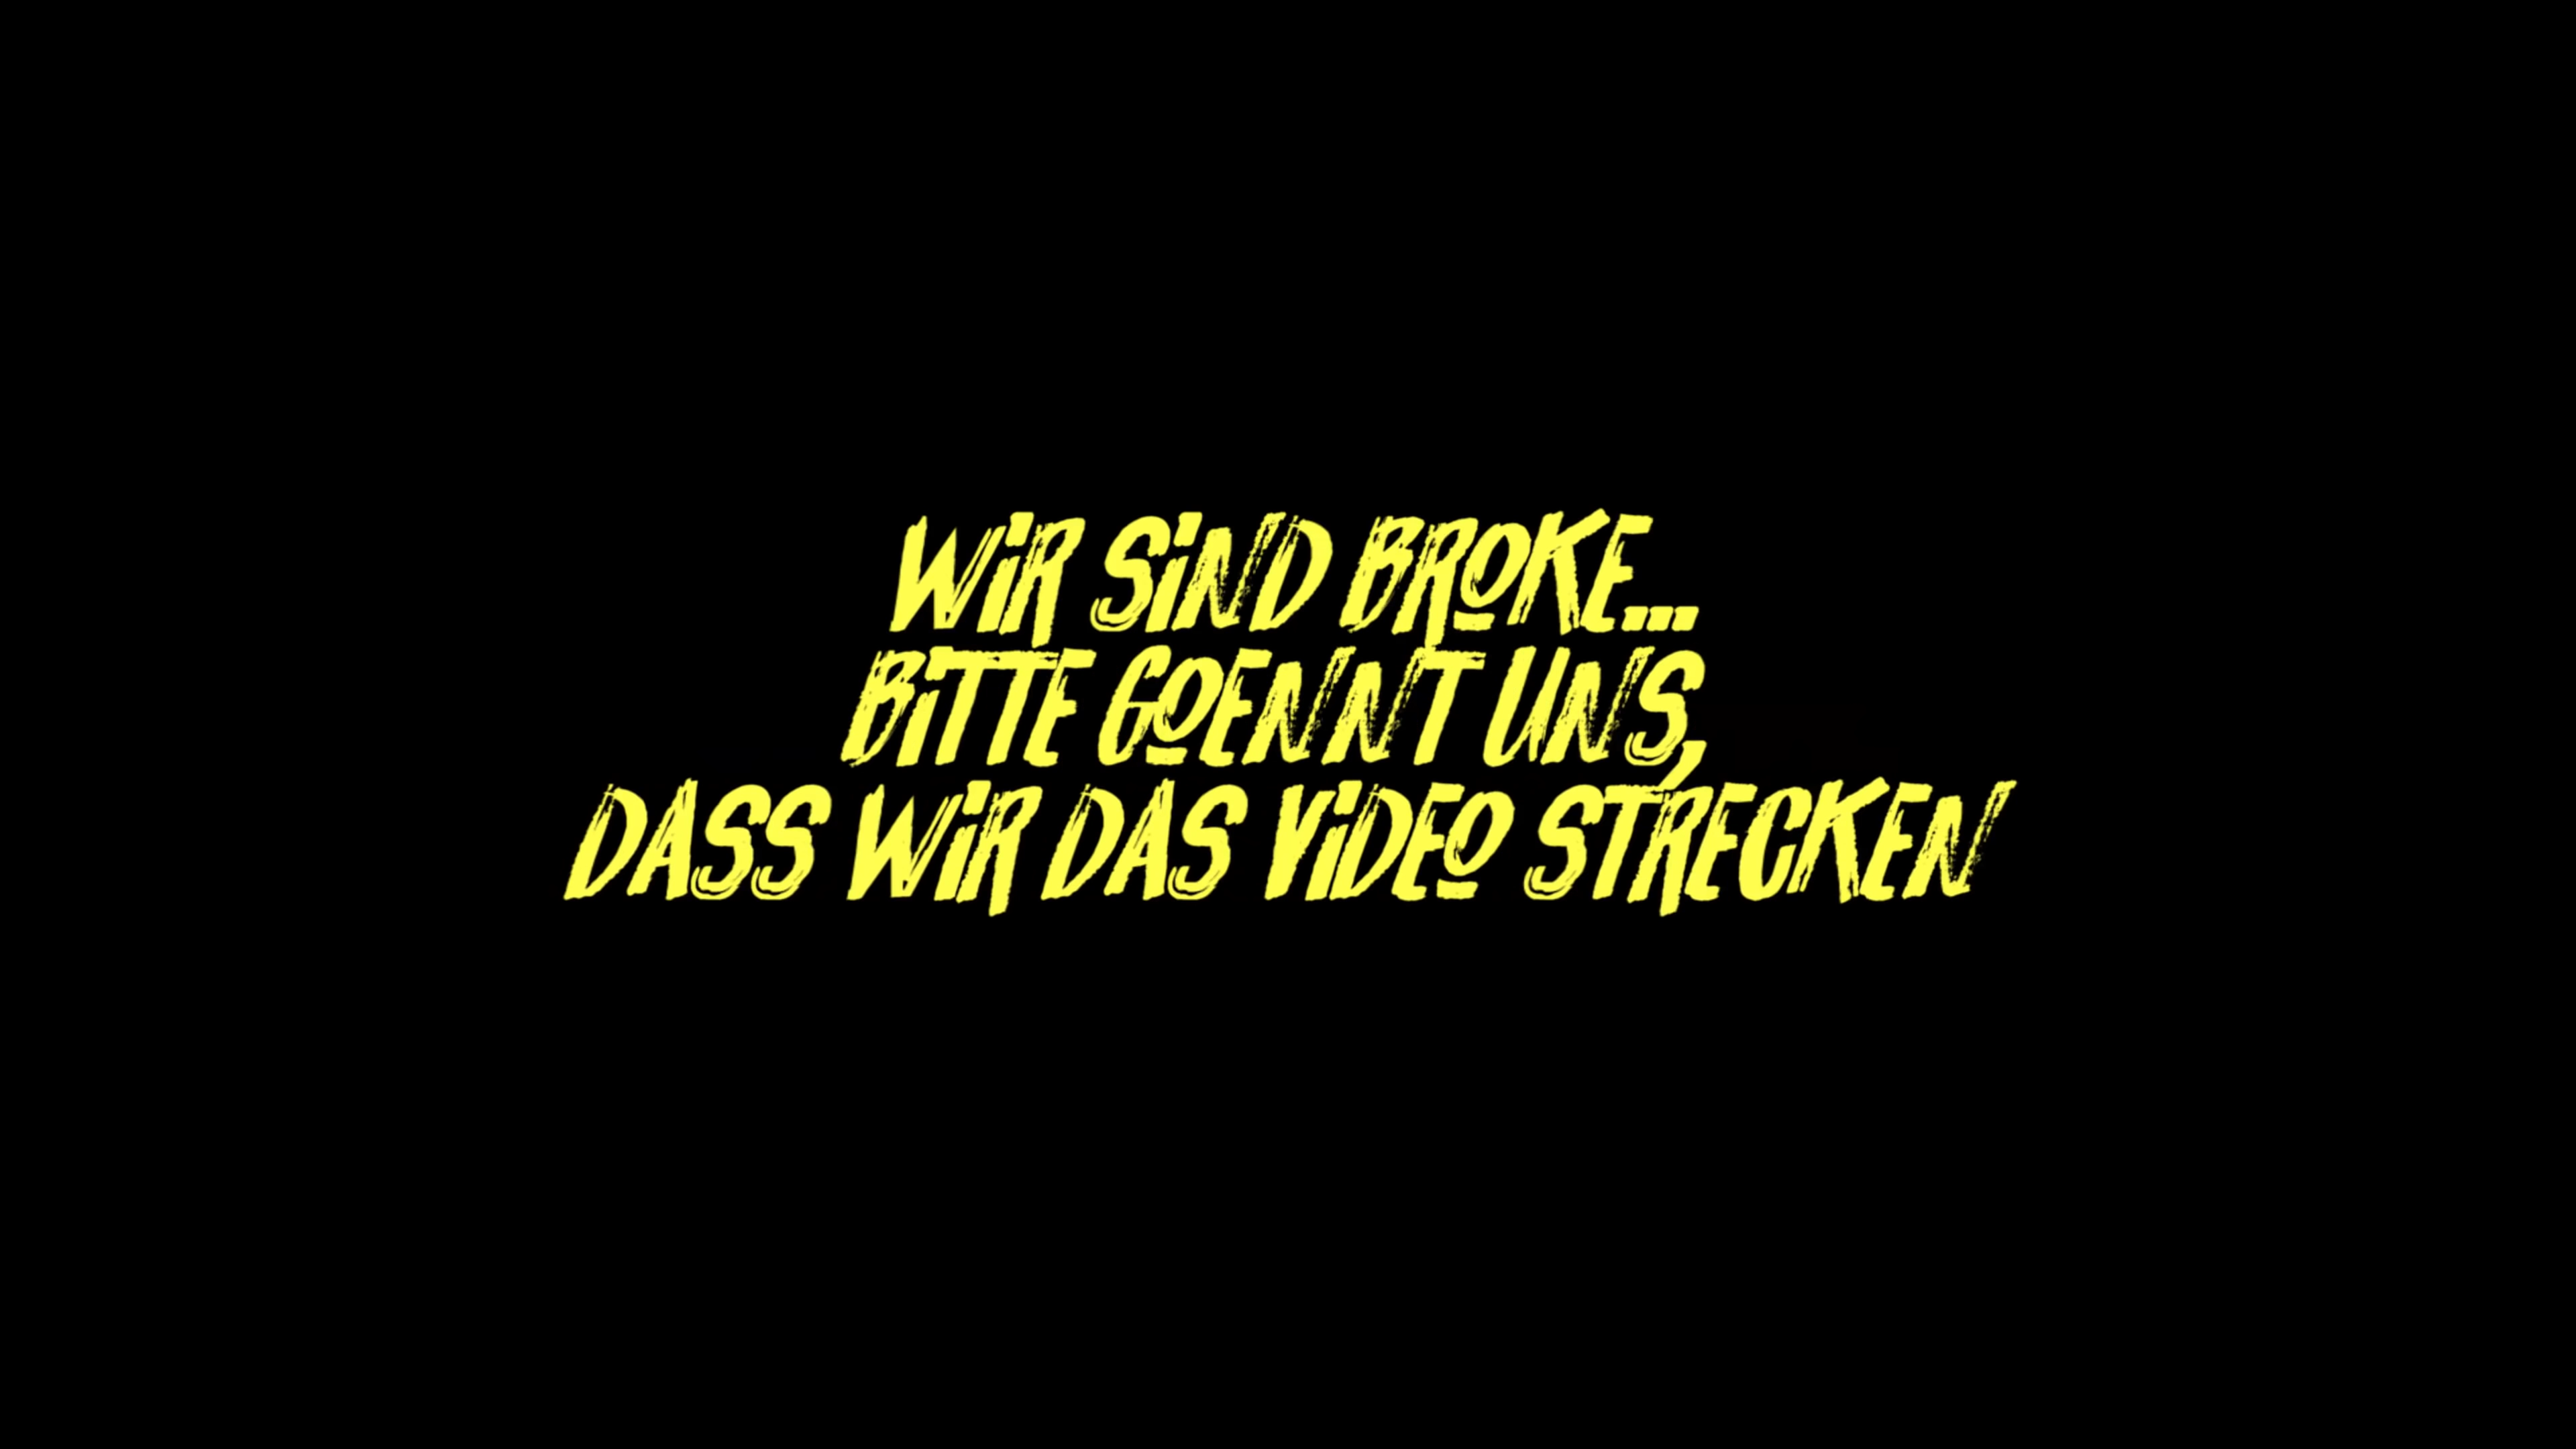 WiR SiND BROKE...
BiTTE GOENNT UNS,
DASS WiR DAS ViDEO STRECKEN